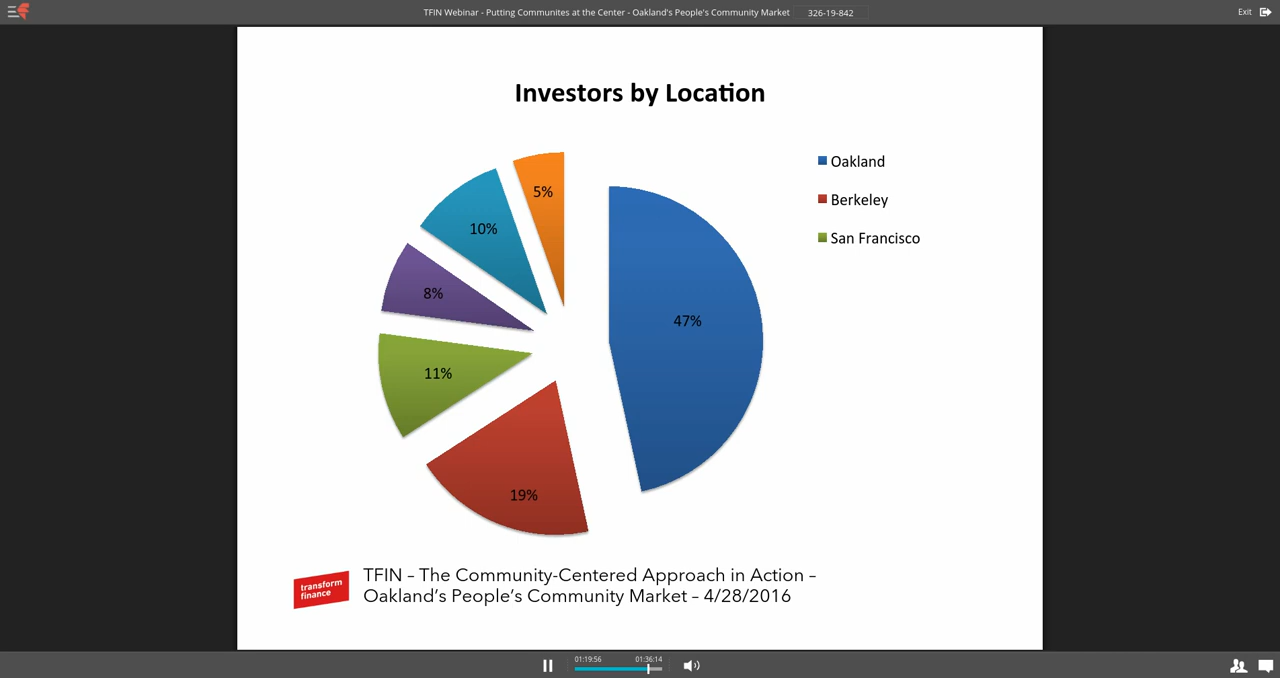 TFIN Webinar - Putting Communites at the Center - Oakland's People's Community Market 326-19-842
Exit
Investors by Location
Oakland
Berkeley
San Francisco
5%
10%
8%
47%
11%
19%
transform
finance
TFIN – The Community-Centered Approach in Action –
Oakland's People's Community Market – 4/28/2016
01:19:56 01:36:14